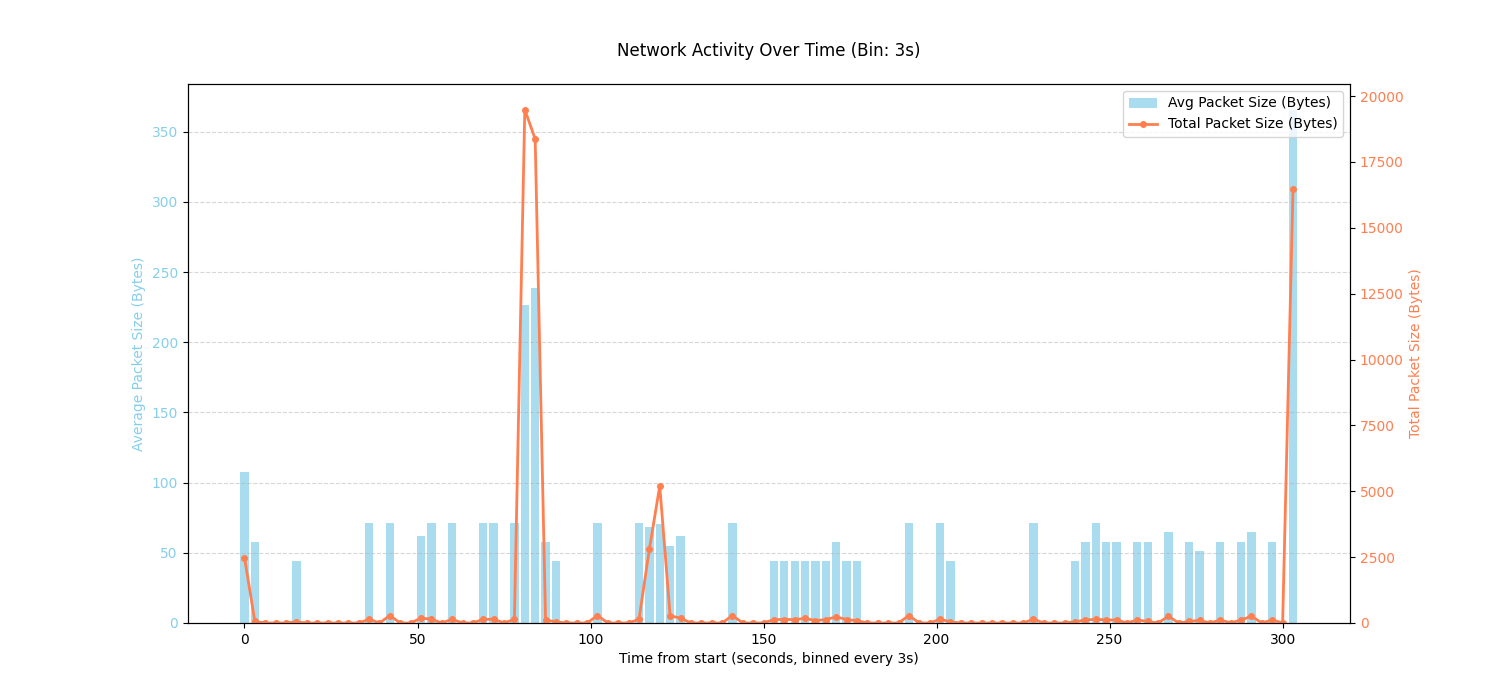 Network Activity Over Time (Bin: 3s)
Avg Packet Size (Bytes)
Total Packet Size (Bytes)
Average Packet Size (Bytes)
350
300
250
200
150
100
50
0
20000
17500
15000
12500
10000
7500
5000
2500
0
Total Packet Size (Bytes)
0 50 100 150 200 250 300
Time from start (seconds, binned every 3s)